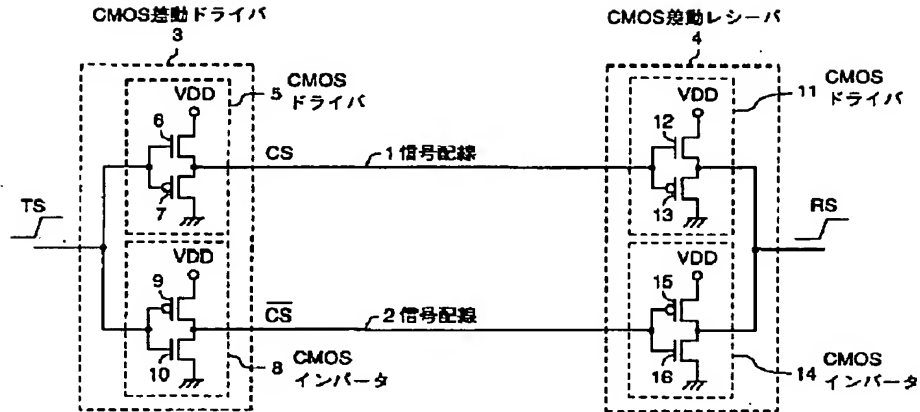 CMOS差動ドライバ
3
CMOS差動レシーバ
4
VDD
5 CMOS
ドライバ
6
7
CS
1 信号配線
VDD
11 CMOS
ドライバ
12
13
TS
RS
VDD
9
10
CS
2 信号配線
8 CMOS
インバータ
VDD
15
16
14 CMOS
インバータ